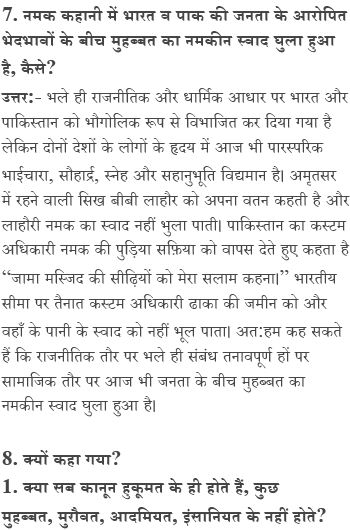 7. नमक कहानी में भारत व पाक की जनता के आरोपित
भेदभावों के बीच मुहब्बत का नमकीन स्वाद घुला हुआ
है, कैसे?
उत्तर:- भले ही राजनीतिक और धार्मिक आधार पर भारत और
पाकिस्तान को भौगोलिक रूप से विभाजित कर दिया गया है
लेकिन दोनों देशों के लोगों के हृदय में आज भी पारस्परिक
भाईचारा, सौहार्द्र, स्नेह और सहानुभूति विद्यमान है। अमृतसर
में रहने वाली सिख बीबी लाहौर को अपना वतन कहती है और
लाहौरी नमक का स्वाद नहीं भुला पाती। पाकिस्तान का कस्टम
अधिकारी नमक की पुड़िया सफ़िया को वापस देते हुए कहता है
“जामा मस्जिद की सीढ़ियों को मेरा सलाम कहना।” भारतीय
सीमा पर तैनात कस्टम अधिकारी ढाका की जमीन को और
वहाँ के पानी के स्वाद को नहीं भूल पाता। अत:हम कह सकते
हैं कि राजनीतिक तौर पर भले ही संबंध तनावपूर्ण हों पर
सामाजिक तौर पर आज भी जनता के बीच मुहब्बत का
नमकीन स्वाद घुला हुआ है।
8. क्यों कहा गया?
1. क्या सब कानून हुकूमत के ही होते हैं, कुछ
मुहब्बत, मुरौवत, आदमियत, इंसानियत के नहीं होते?